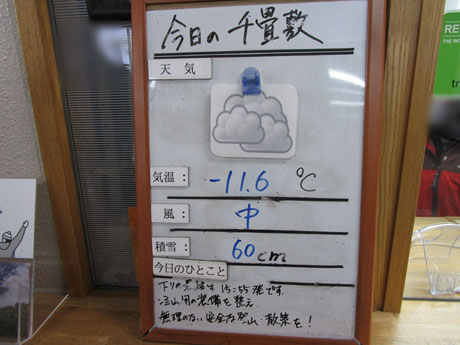 今日の千畳敷
天気
気温: -11.6 ℃
風: 中
積雪: 60cm
今日のひとこと
下りの最終は 15:55発です。
冬山用の装備を整え
無理のない安全な登山、散策を!
RE
tr